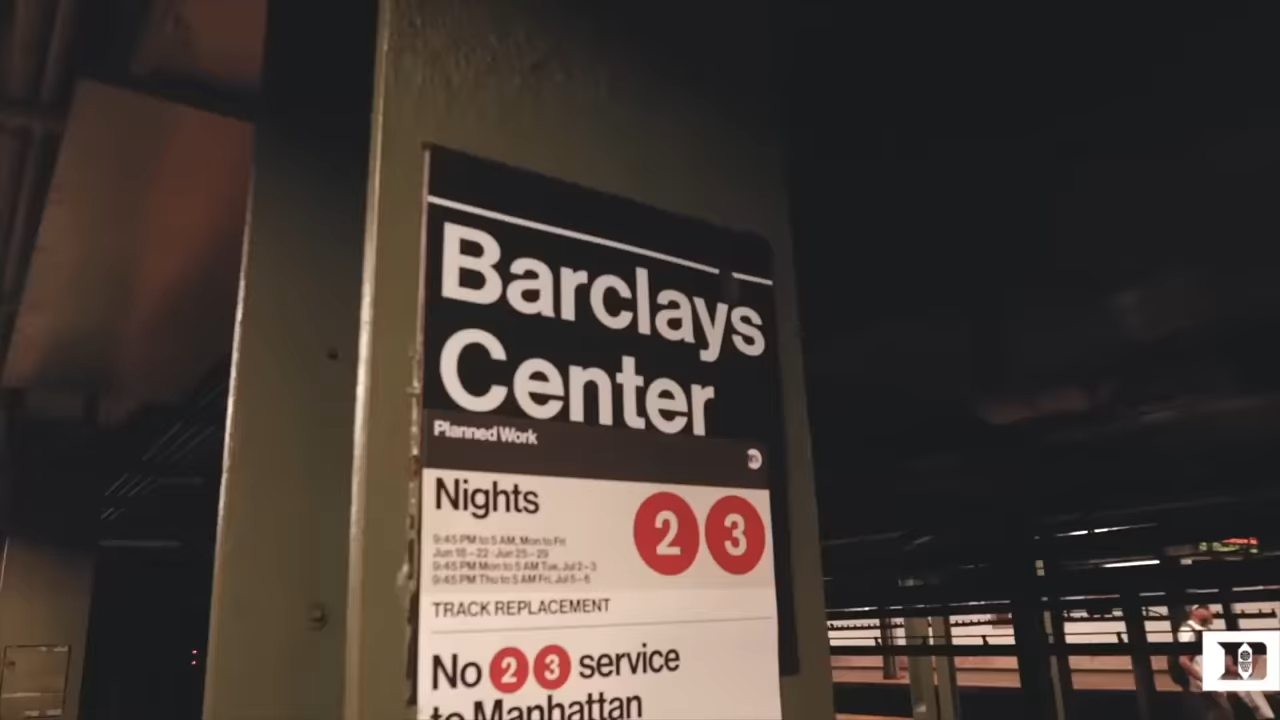 Barclays
Center
Planned Work
Nights
2 3
9:45 PM to 5 AM, Mon to Fri
Jun 18–22 · Jun 25–29
9:45 PM Mon to 5 AM Tue, Jul 2–3
9:45 PM Thu to 5 AM Fri, Jul 5–6
TRACK REPLACEMENT
No 2 3 service
to Manhattan